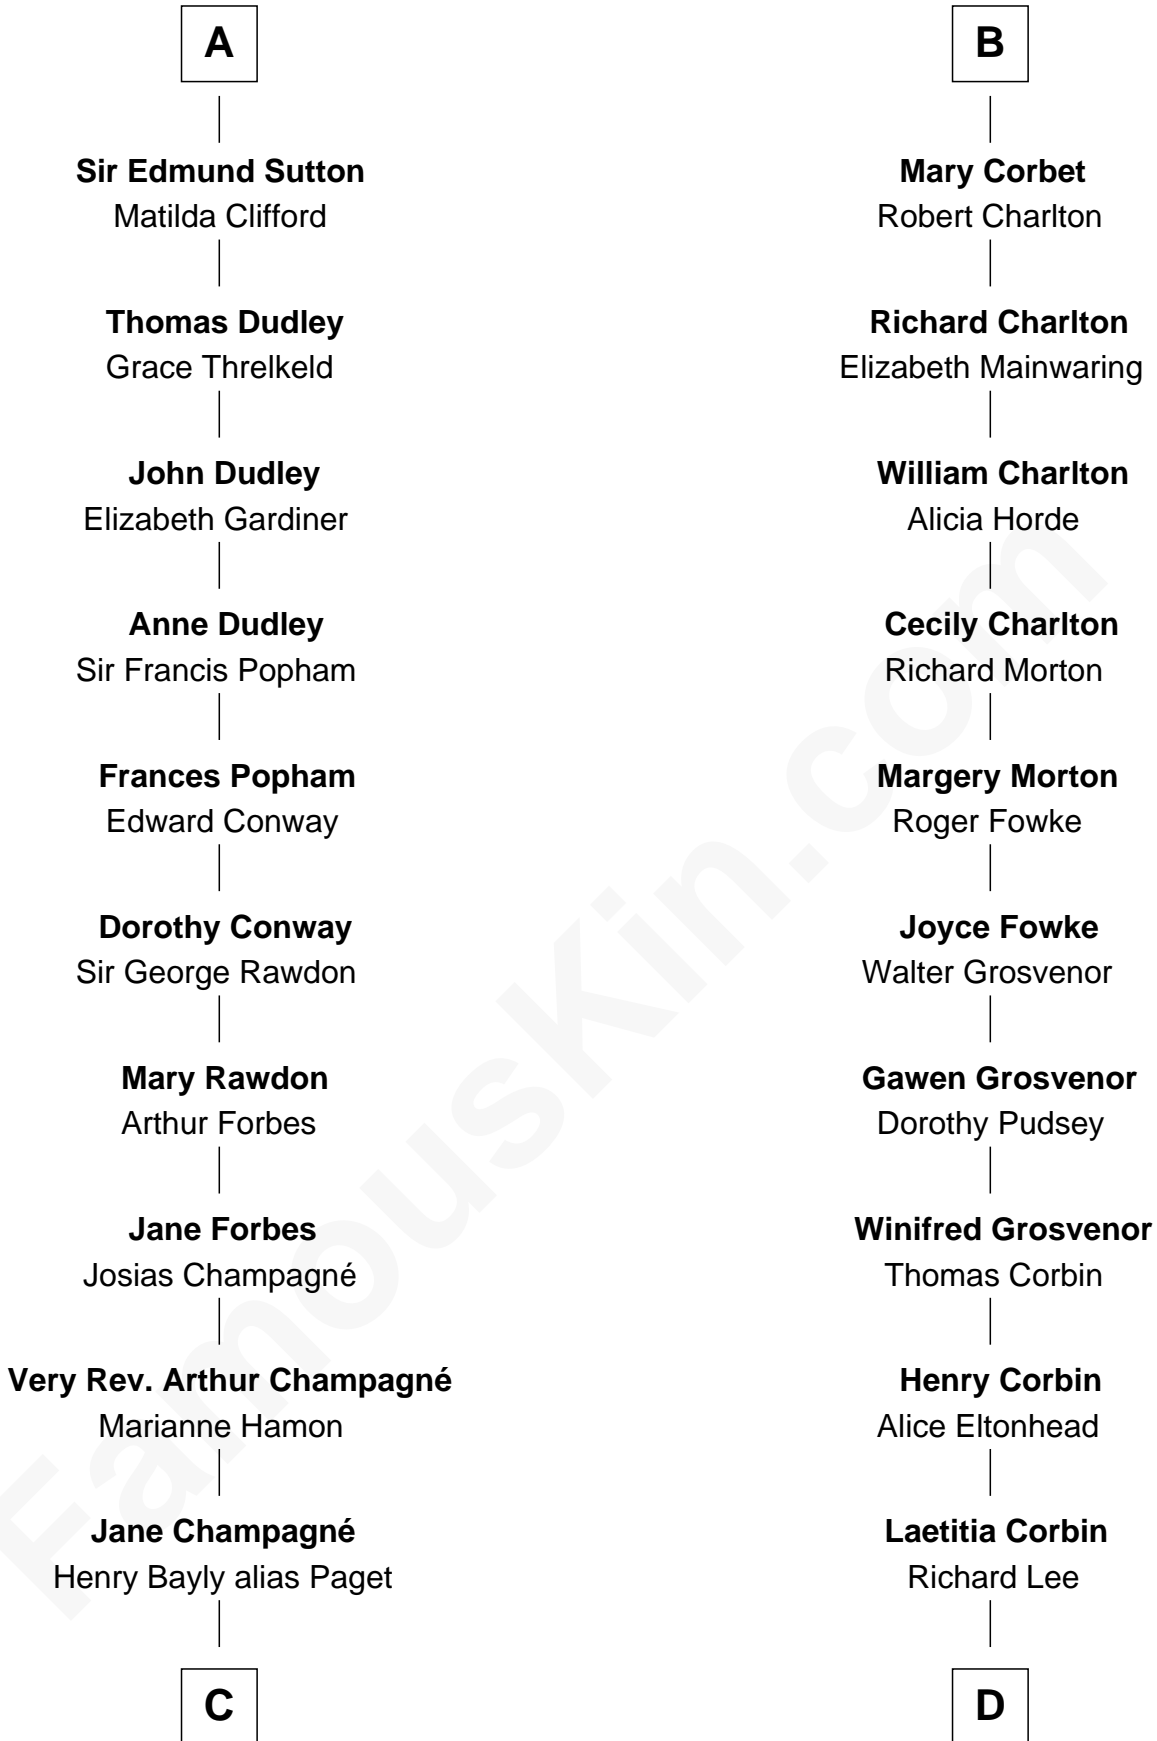 A
Sir Edmund Sutton
Matilda Clifford
Thomas Dudley
Grace Threlkeld
John Dudley
Elizabeth Gardiner
Anne Dudley
Sir Francis Popham
Frances Popham
Edward Conway
Dorothy Conway
Sir George Rawdon
Mary Rawdon
Arthur Forbes
Jane Forbes
Josias Champagné
Very Rev. Arthur Champagné
Marianne Hamon
Jane Champagné
Henry Bayly alias Paget
C
B
Mary Corbet
Robert Charlton
Richard Charlton
Elizabeth Mainwaring
William Charlton
Alicia Horde
Cecily Charlton
Richard Morton
Margery Morton
Roger Fowke
Joyce Fowke
Walter Grosvenor
Gawen Grosvenor
Dorothy Pudsey
Winifred Grosvenor
Thomas Corbin
Henry Corbin
Alice Eltonhead
Laetitia Corbin
Richard Lee
D
FamousKin.com